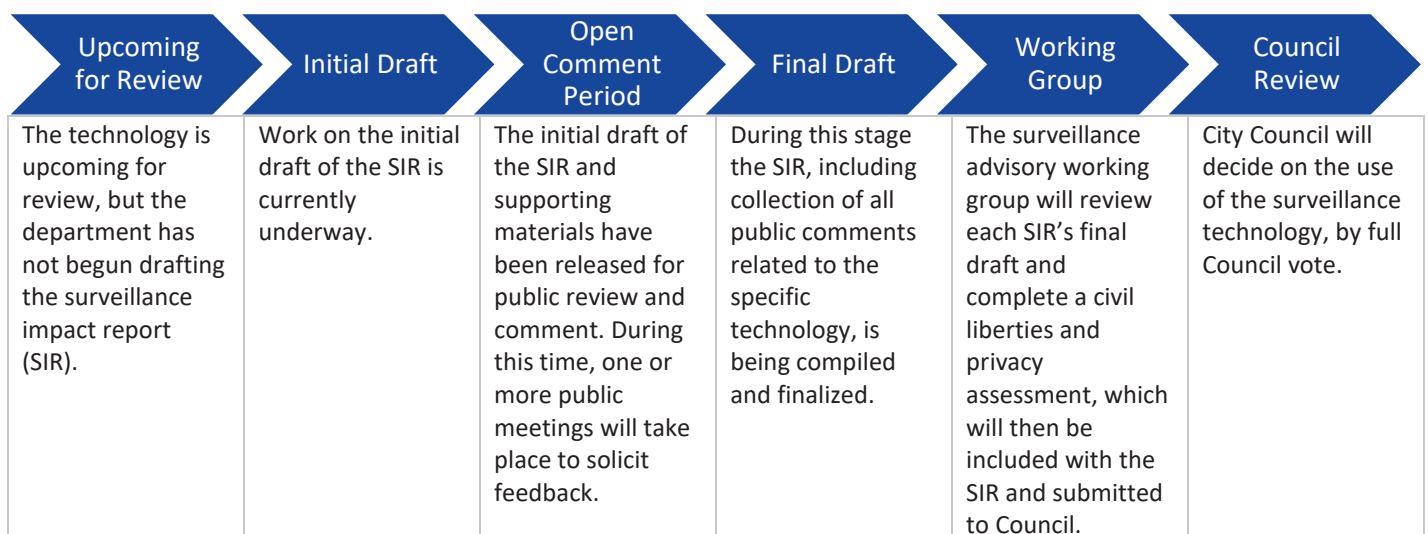 Upcoming
for Review
Initial Draft
Open
Comment
Period
Final Draft
Working
Group
Council
Review
The technology is
upcoming for
review, but the
department has
not begun drafting
the surveillance
impact report
(SIR).
Work on the initial
draft of the SIR is
currently
underway.
The initial draft of
the SIR and
supporting
materials have
been released for
public review and
comment. During
this time, one or
more public
meetings will take
place to solicit
feedback.
During this stage
the SIR, including
collection of all
public comments
related to the
specific
technology, is
being compiled
and finalized.
The surveillance
advisory working
group will review
each SIR’s final
draft and
complete a civil
liberties and
privacy
assessment, which
will then be
included with the
SIR and submitted
to Council.
City Council will
decide on the use
of the surveillance
technology, by full
Council vote.